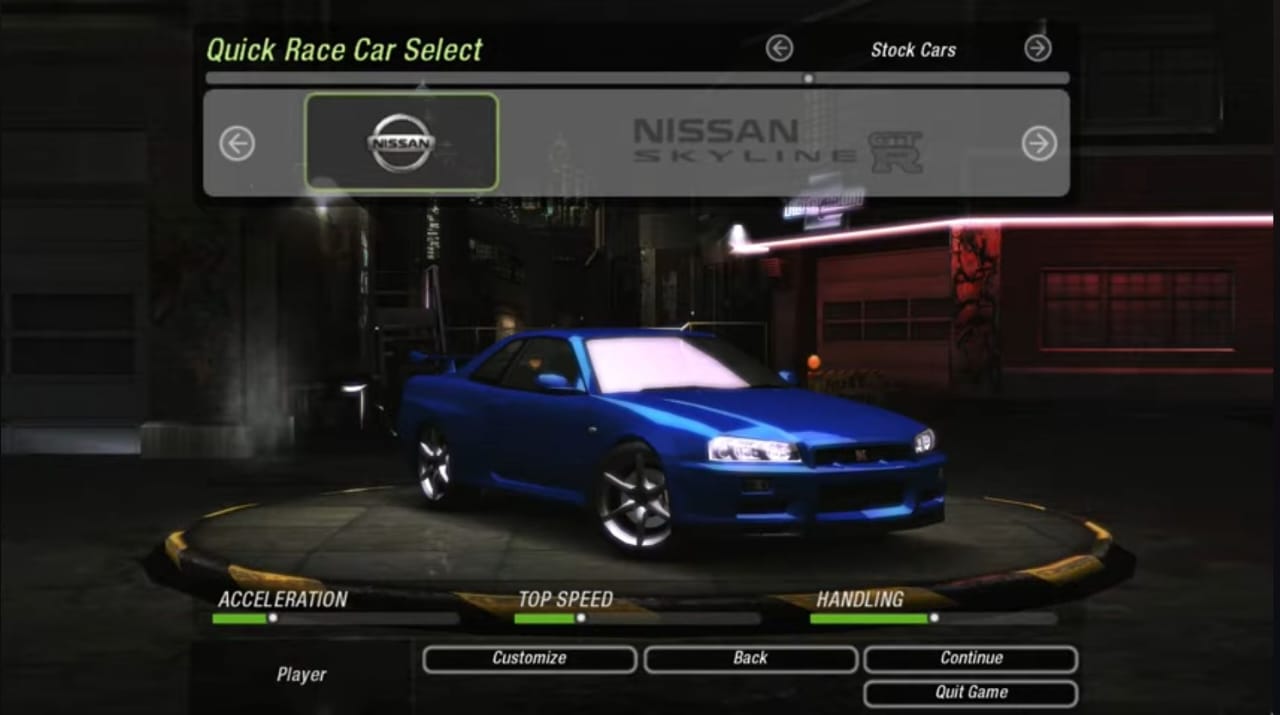 Quick Race Car Select
Stock Cars
NISSAN
NISSAN
SKYLINE GT R
ACCELERATION
TOP SPEED
HANDLING
Customize
Back
Continue
Player
Quit Game